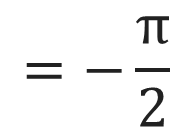 = − π/2